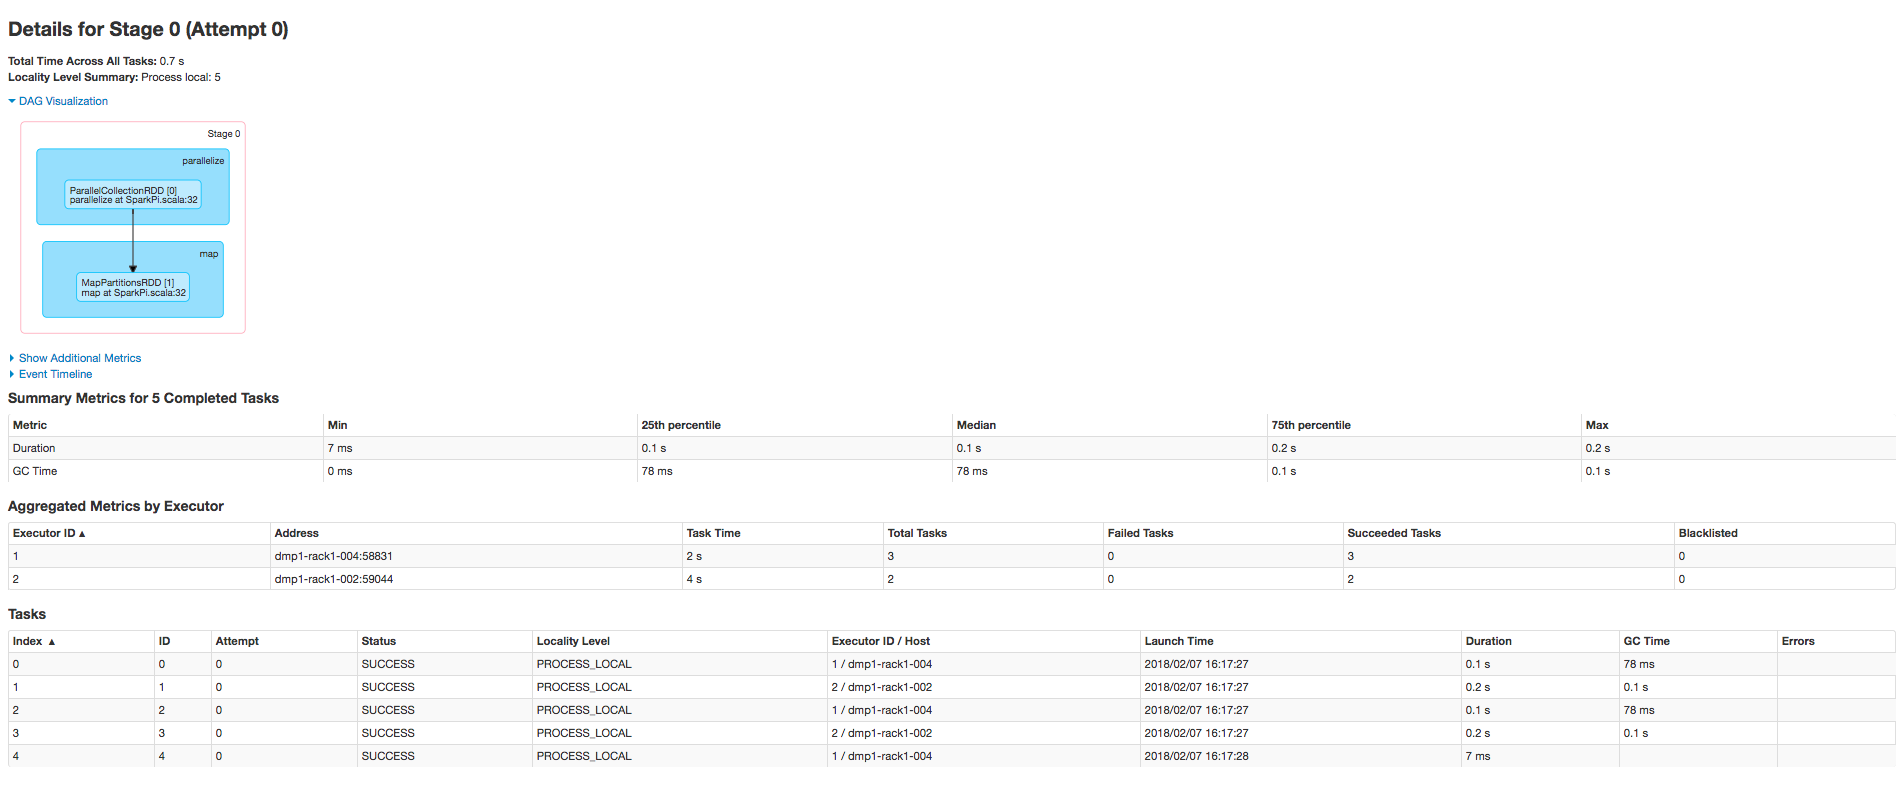 Details for Stage 0 (Attempt 0)
Total Time Across All Tasks: 0.7 s
Locality Level Summary: Process local: 5
DAG Visualization
Stage 0
parallelize
ParallelCollectionRDD [0]
parallelize at SparkPi.scala:32
map
MapPartitionsRDD [1]
map at SparkPi.scala:32
Show Additional Metrics
Event Timeline
Summary Metrics for 5 Completed Tasks
Metric Min 25th percentile Median 75th percentile Max
Duration 7 ms 0.1 s 0.1 s 0.2 s 0.2 s
GC Time 0 ms 78 ms 78 ms 0.1 s 0.1 s
Aggregated Metrics by Executor
Executor ID ▲ Address Task Time Total Tasks Failed Tasks Succeeded Tasks Blacklisted
1 dmp1-rack1-004:58831 2 s 3 0 3 0
2 dmp1-rack1-002:59044 4 s 2 0 2 0
Tasks
Index ▲ ID Attempt Status Locality Level Executor ID / Host Launch Time Duration GC Time Errors
0 0 0 SUCCESS PROCESS_LOCAL 1 / dmp1-rack1-004 2018/02/07 16:17:27 0.1 s 78 ms
1 1 0 SUCCESS PROCESS_LOCAL 2 / dmp1-rack1-002 2018/02/07 16:17:27 0.2 s 0.1 s
2 2 0 SUCCESS PROCESS_LOCAL 1 / dmp1-rack1-004 2018/02/07 16:17:27 0.1 s 78 ms
3 3 0 SUCCESS PROCESS_LOCAL 2 / dmp1-rack1-002 2018/02/07 16:17:27 0.2 s 0.1 s
4 4 0 SUCCESS PROCESS_LOCAL 1 / dmp1-rack1-004 2018/02/07 16:17:28 7 ms